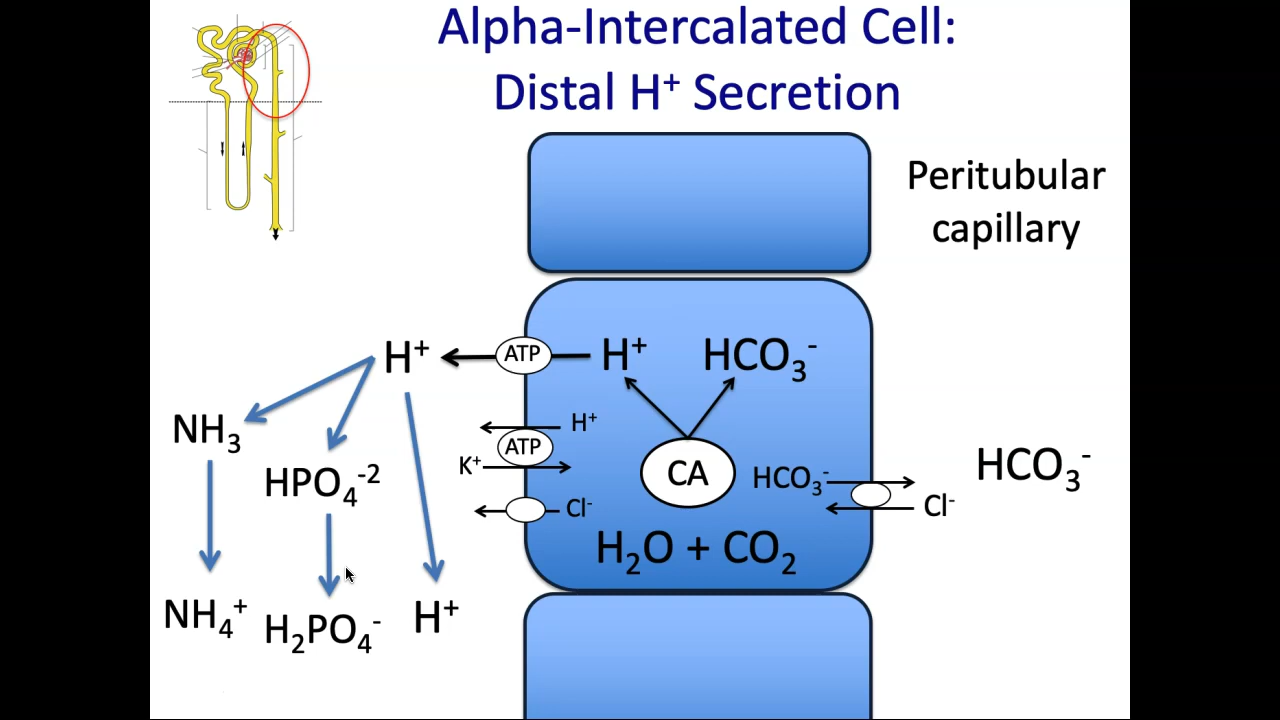 Alpha-Intercalated Cell:
Distal H⁺ Secretion
Peritubular
capillary
H⁺
ATP
H⁺
HCO₃⁻
NH₃
HPO₄⁻²
H⁺
ATP
K⁺
Cl⁻
CA
HCO₃⁻
Cl⁻
HCO₃⁻
H₂O + CO₂
NH₄⁺
H₂PO₄⁻
H⁺